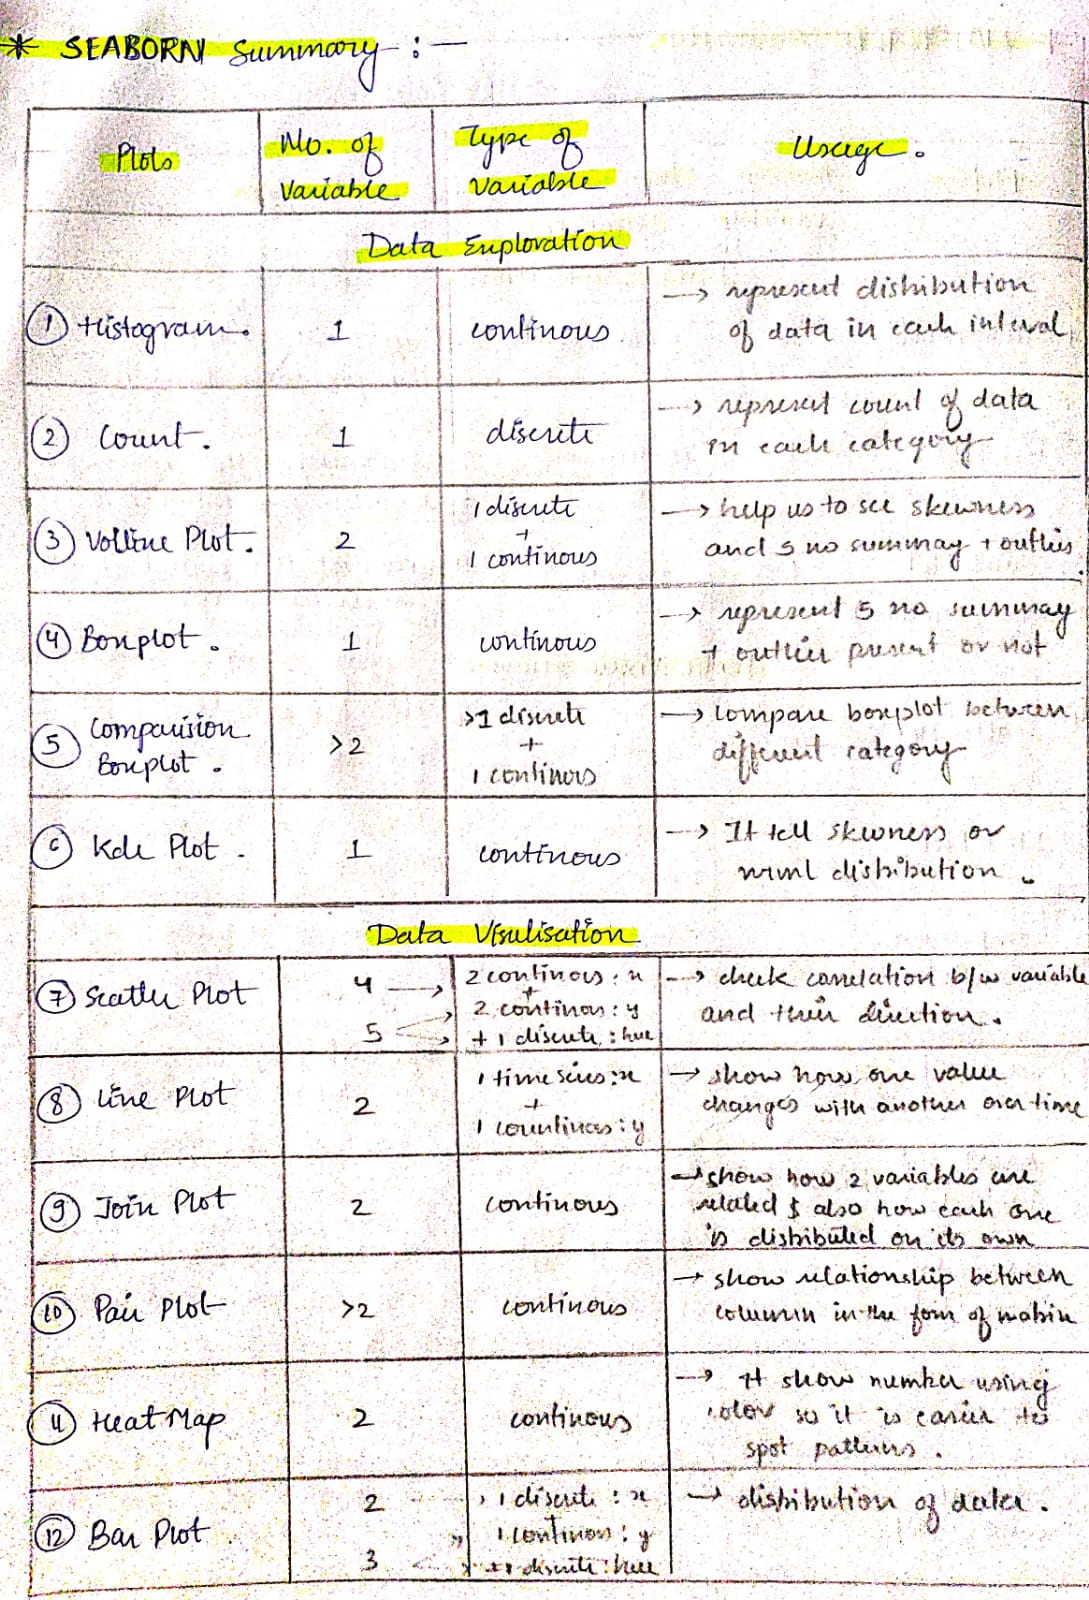 * SEABORN Summary :-
Plots
No. of
Variable
Type of
Variable
Usage.
Data Exploration
① Histogram.
1
continous
→ represent distribution
of data in each interval
② Count.
1
discrete
→ represent count of data
in each category
③ Volline Plot.
2
1 discrete
+
1 continous
→ help us to see skewness
and 5 no summay + outlies
④ Boxplot.
1
continous
→ represent 5 no summay
+ outlier present or not
⑤ Comparision
Boxplot.
>2
>1 discrete
+
1 continous
→ Compare boxplot between
different category
⑥ Kde Plot.
1
continous
→ It tell skewness or
norml distribution.
Data Visulisation
⑦ Scatter Plot
4 →
5
2 continous : x
+
2 continous : y
+ 1 discrete : hue
→ check correlation b/w variable
and their direction.
⑧ Line Plot
2
1 time series : x
+
1 countinous : y
→ show how one value
changes with another over time
⑨ Join Plot
2
continous
→ show how 2 variables are
related & also how each one
is distributed on its own
⑩ Pair Plot
>2
continous
→ show relationship between
column in the form of matrix
⑪ Heat Map
2
continous
→ It show number using
color so it is easier to
spot patterns.
⑫ Bar Plot
2
3
1 discrete : x
+
1 continous : y
+1 discrete : hue
→ distribution of data.